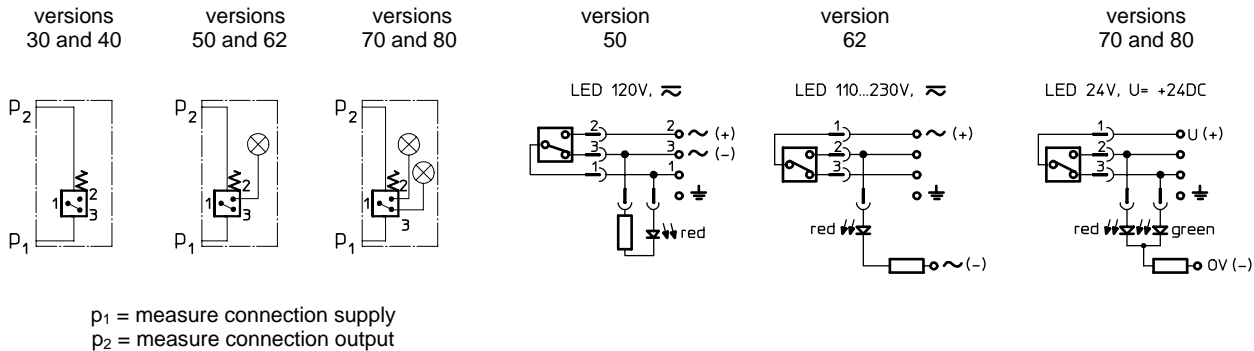 versions
30 and 40
versions
50 and 62
versions
70 and 80
version
50
version
62
versions
70 and 80
LED 120V, ⎓∼
LED 110...230V, ⎓∼
LED 24V, U= +24DC
p2
1
2
3
p1
p2
1
2
3
p1
p2
1
2
3
p1
2 2 ~ (+)
3 3 ~ (-)
1 1
red
1 ~ (+)
2
3
red
~ (-)
1 U (+)
2
3
red green
0V (-)
p1 = measure connection supply
p2 = measure connection output